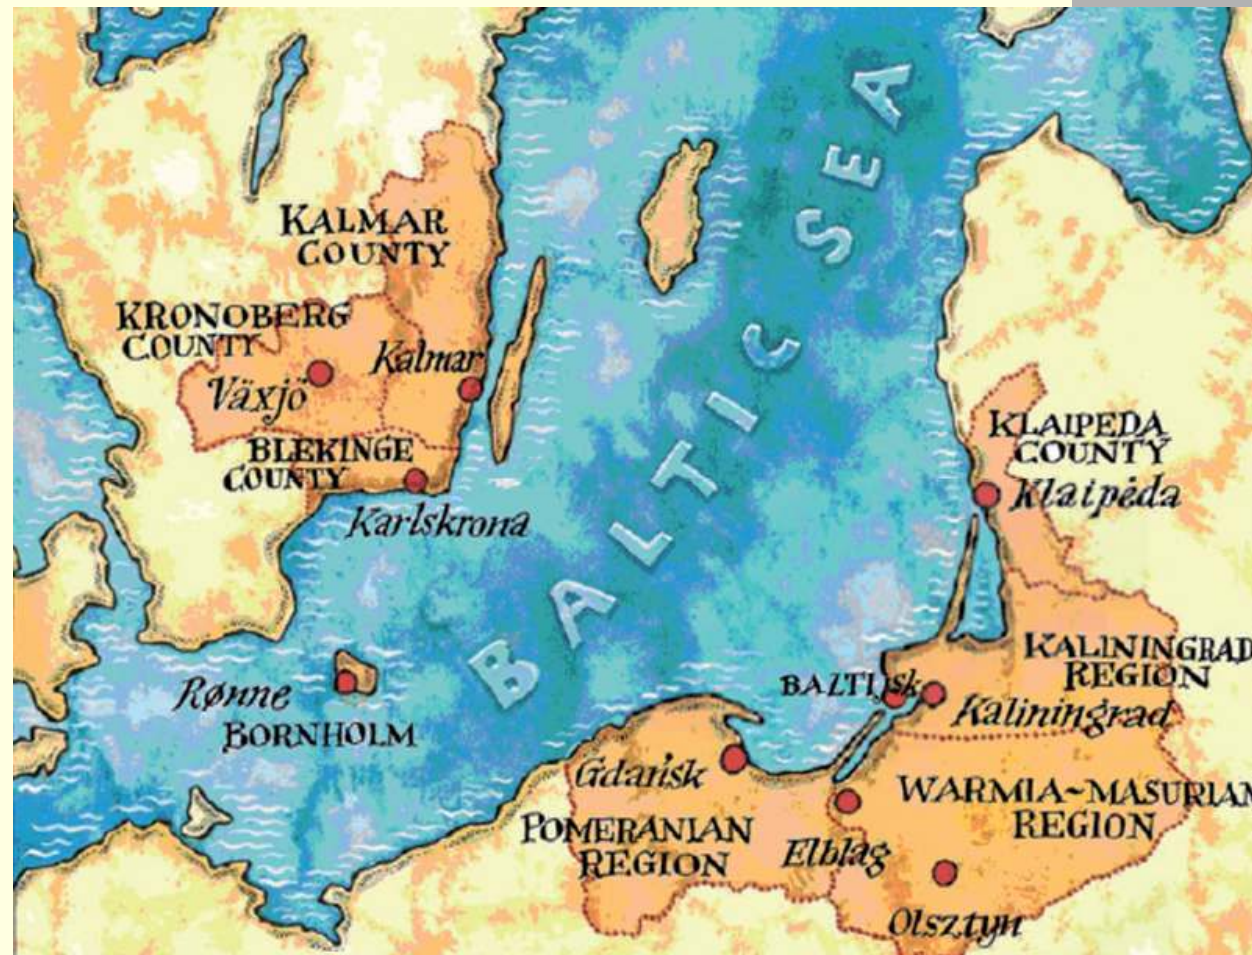 KALMAR
COUNTY
KRONOBERG
COUNTY
Kalmar
Växjö
BLEKINGE
COUNTY
Karlskrona
BALTIC SEA
KLAIPEDA
COUNTY
Klaipėda
Rønne
BORNHOLM
KALININGRAD
REGION
BALTIJsk
Kaliningrad
Gdańsk
POMERANIAN
REGION
WARMIA~MASURIAN
REGION
Elbląg
Olsztyn